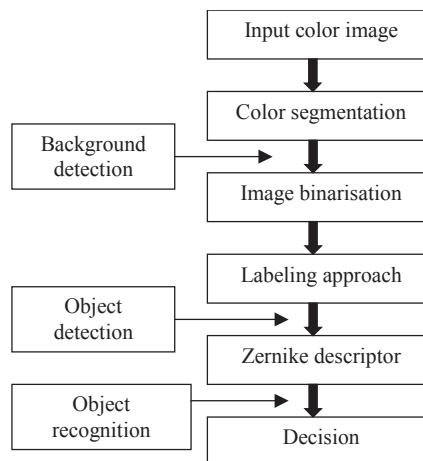 Input color image
Color segmentation
Background
detection
Image binarisation
Labeling approach
Object
detection
Zernike descriptor
Object
recognition
Decision